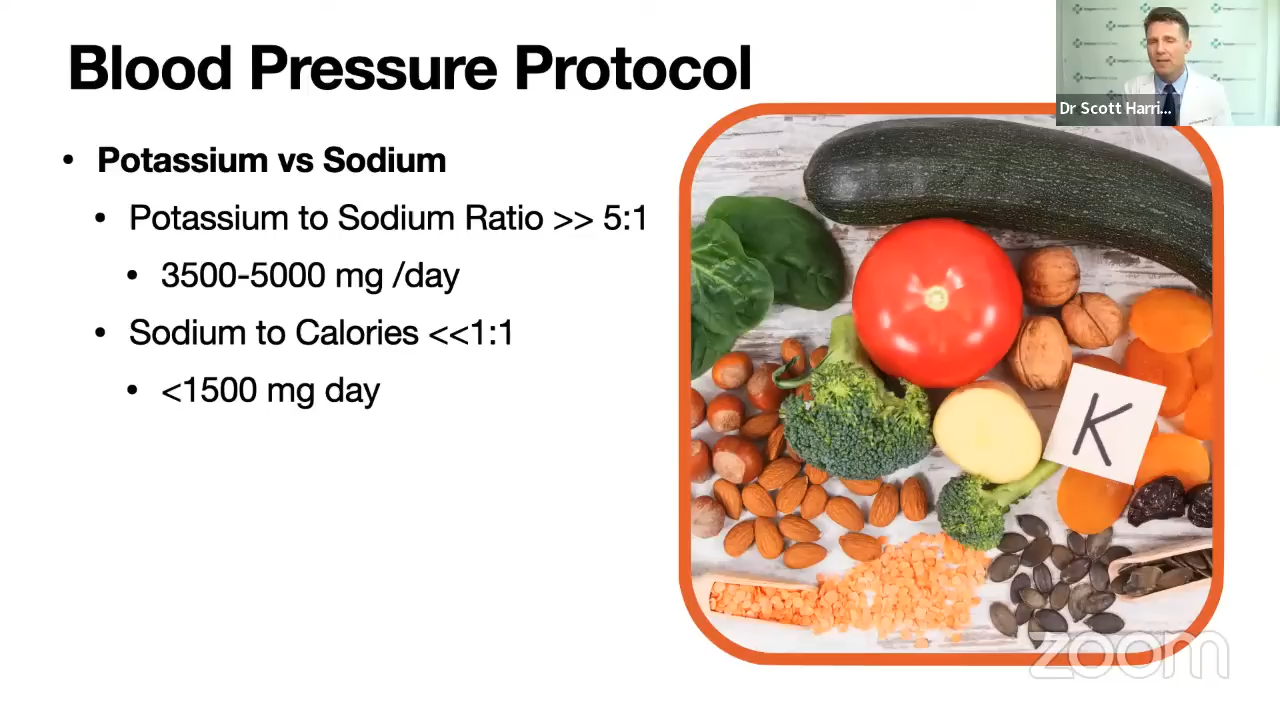 Blood Pressure Protocol
Dr Scott Harri...
• Potassium vs Sodium
• Potassium to Sodium Ratio >> 5:1
• 3500-5000 mg /day
• Sodium to Calories <<1:1
• <1500 mg day
K
zoom